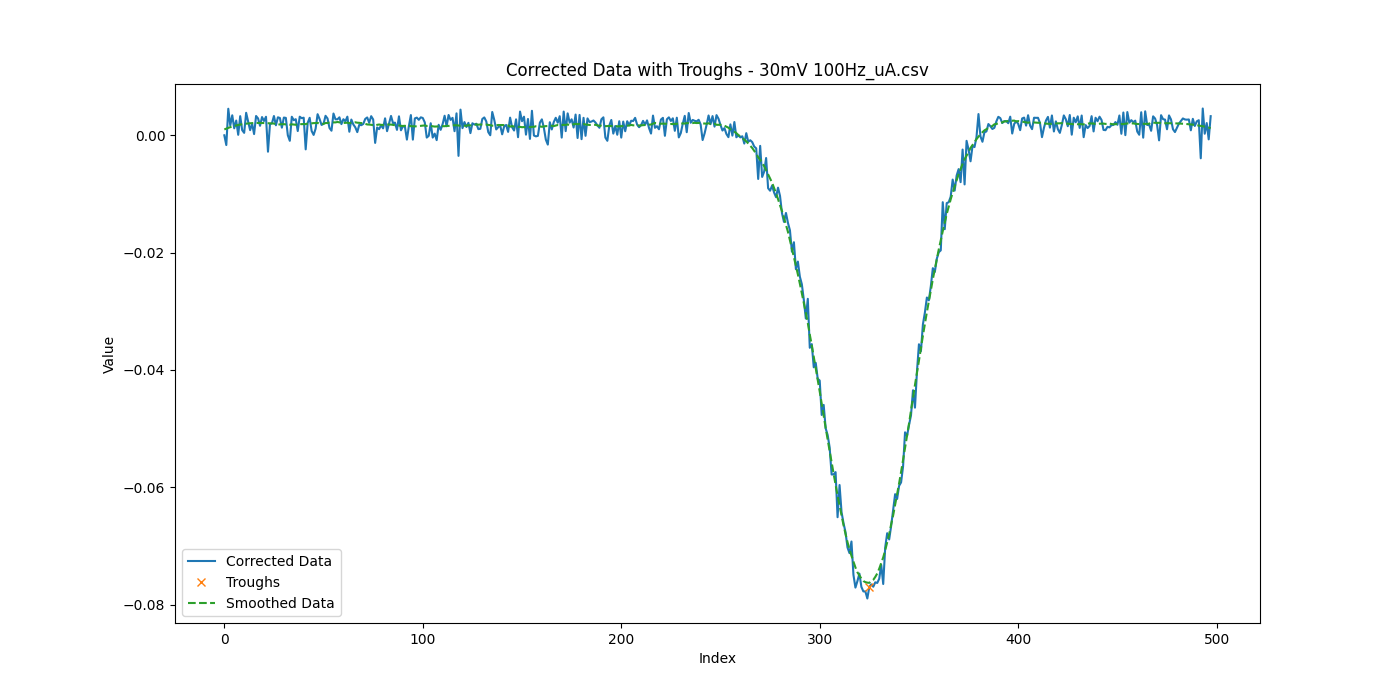 Corrected Data with Troughs - 30mV 100Hz_uA.csv
Value
0.00
−0.02
−0.04
−0.06
−0.08
Corrected Data
Troughs
Smoothed Data
0 100 200 300 400 500
Index